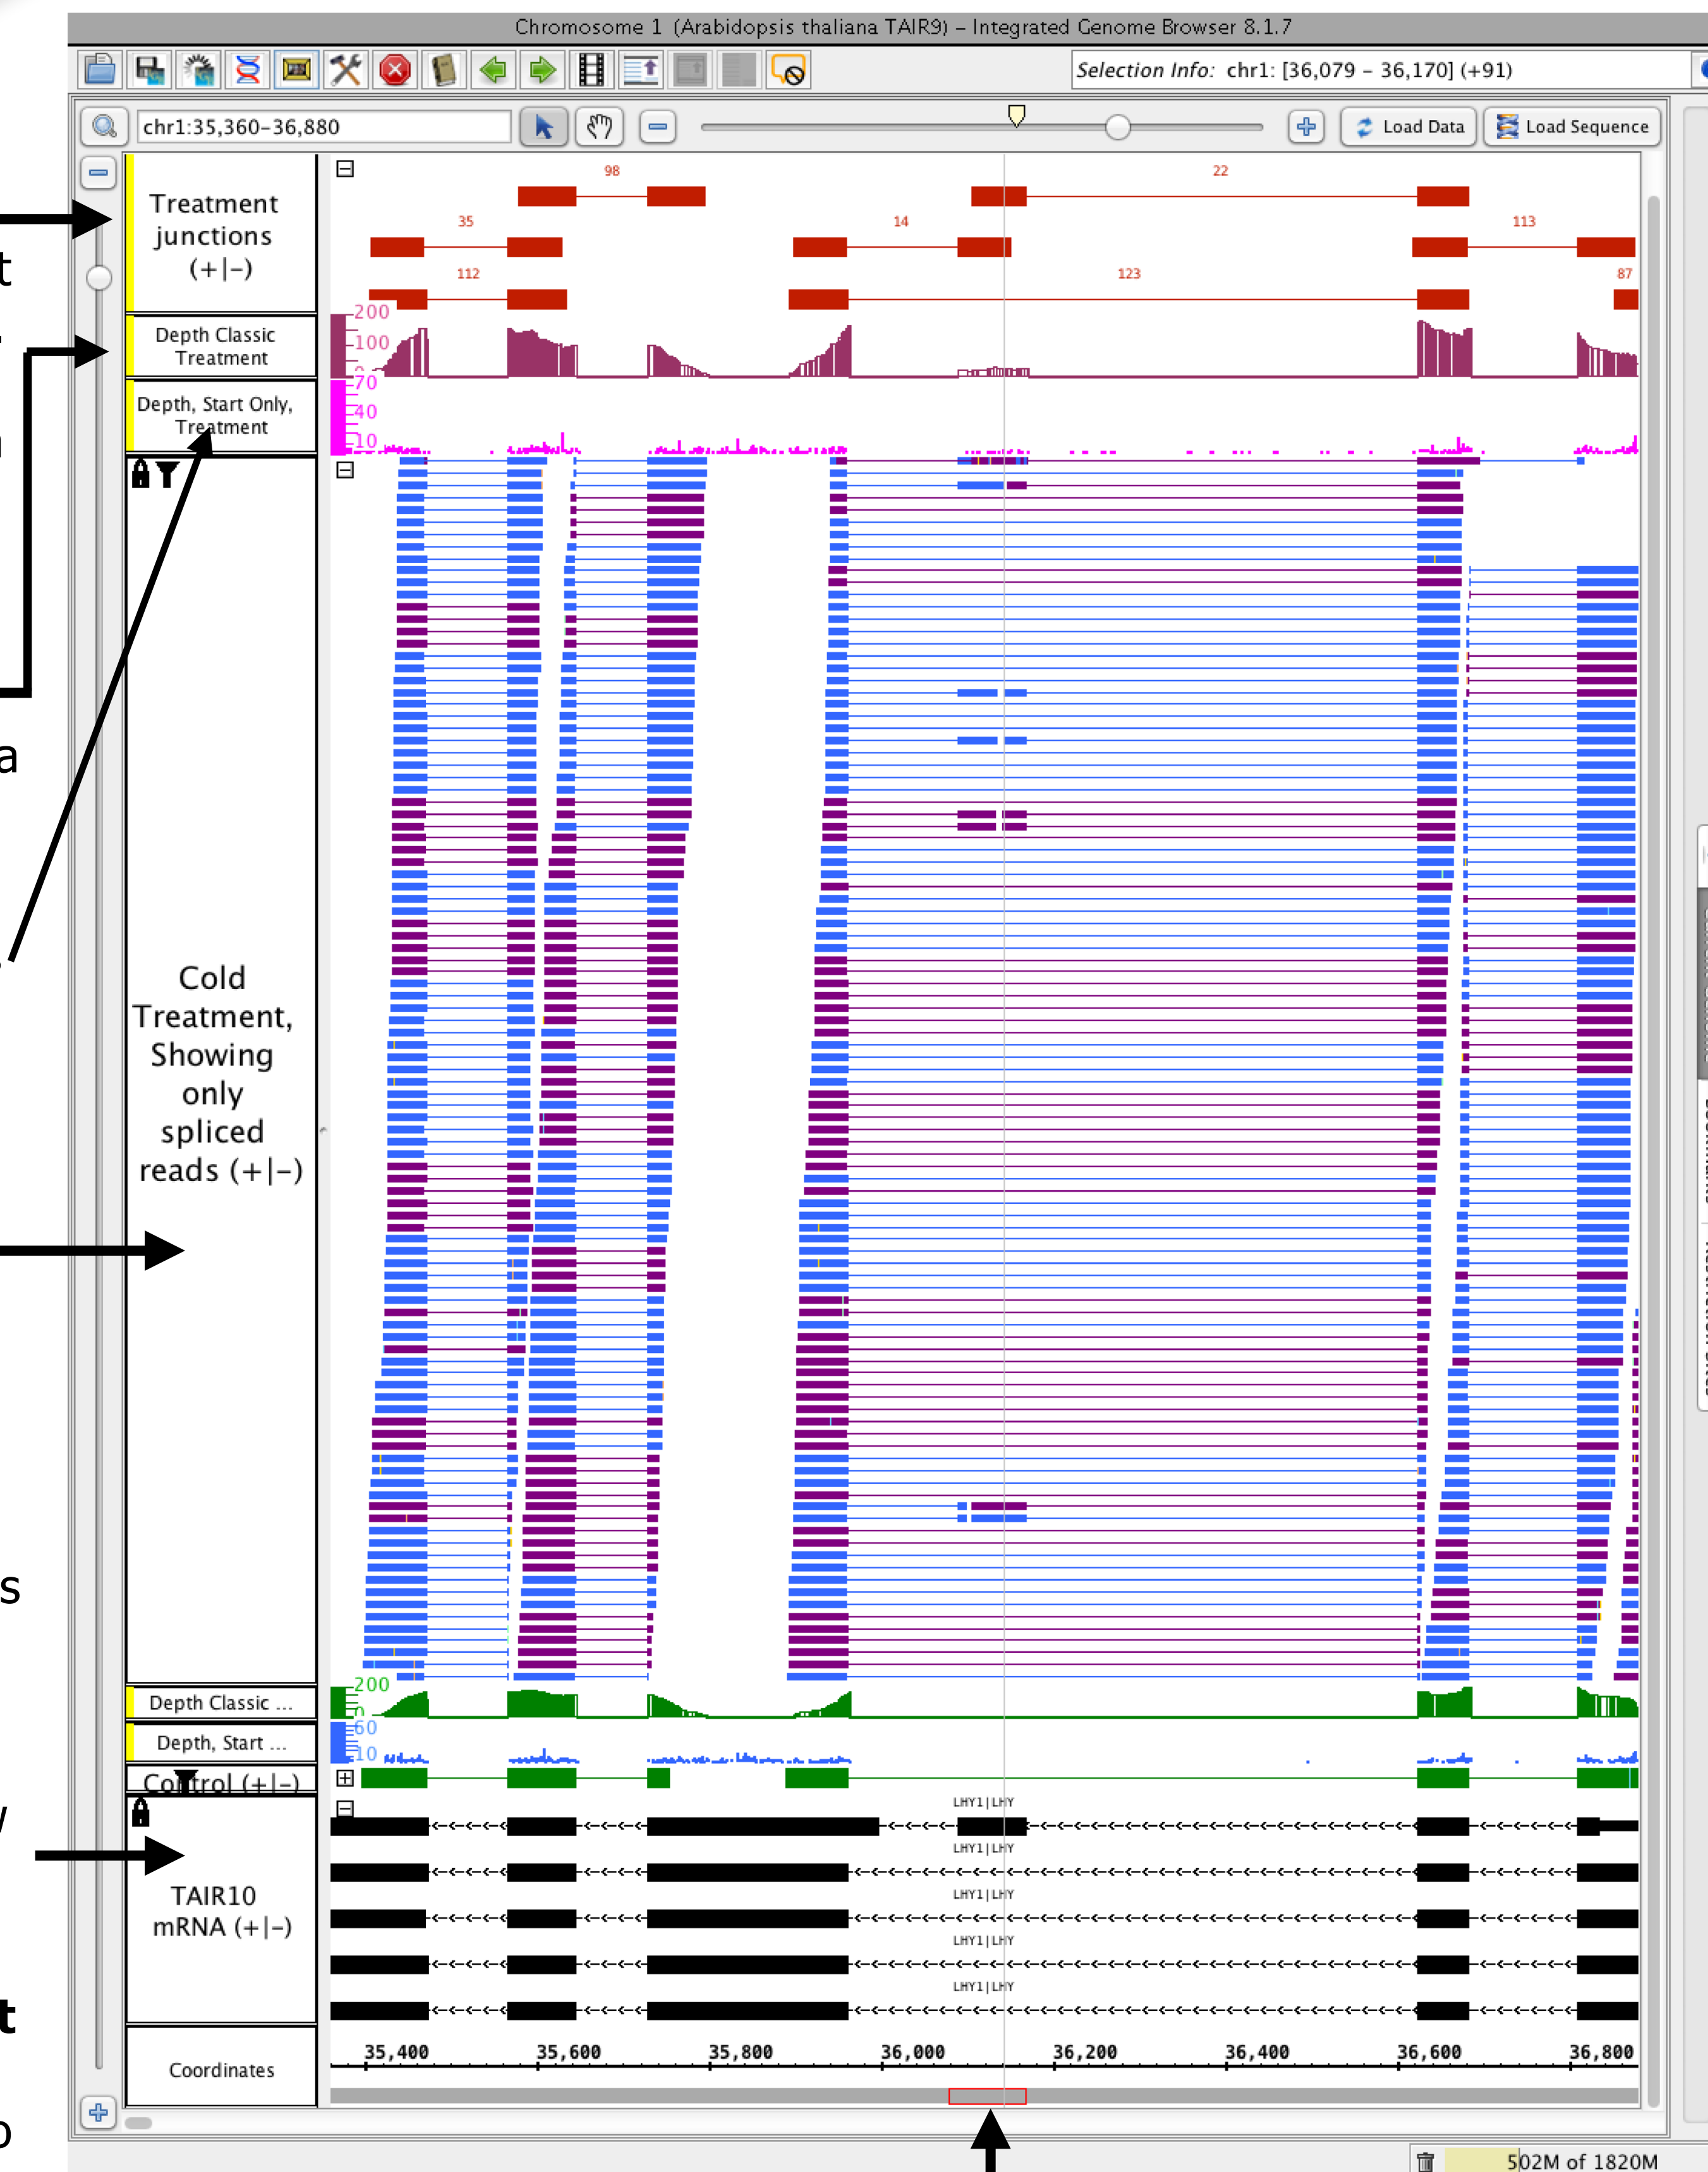 Chromosome 1 (Arabidopsis thaliana TAIR9) – Integrated Genome Browser 8.1.7
Selection Info: chr1: [36,079 – 36,170] (+91)
chr1:35,360–36,880
Load Data
Load Sequence
Treatment
junctions
(+|–)
98
22
35
14
113
112
123
87
t
Depth Classic
Treatment
200
100
Depth, Start Only,
Treatment
70
40
10
a
Cold
Treatment,
Showing
only
spliced
reads (+|–)
s
Depth Classic ...
200
0
Depth, Start ...
60
10
Control (+|–)
TAIR10
mRNA (+|–)
LHY1|LHY
LHY1|LHY
LHY1|LHY
LHY1|LHY
LHY1|LHY
t
Coordinates
35,400 35,600 35,800 36,000 36,200 36,400 36,600 36,800
502M of 1820M